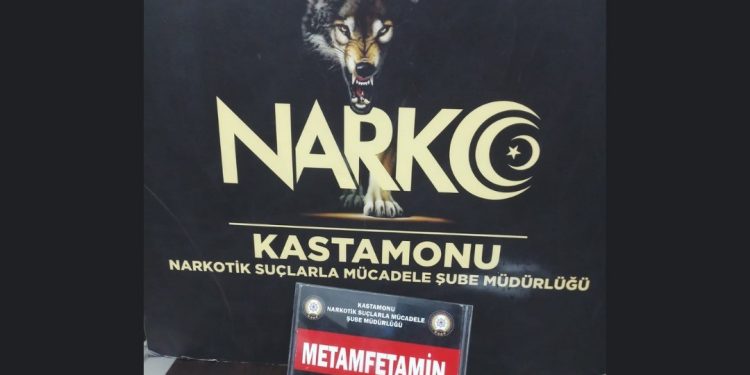 NARKO
KASTAMONU
NARKOTİK SUÇLARLA MÜCADELE ŞUBE MÜDÜRLÜĞÜ
KASTAMONU
NARKOTİK SUÇLARLA MÜCADELE
ŞUBE MÜDÜRLÜĞÜ
METAMFETAMİN